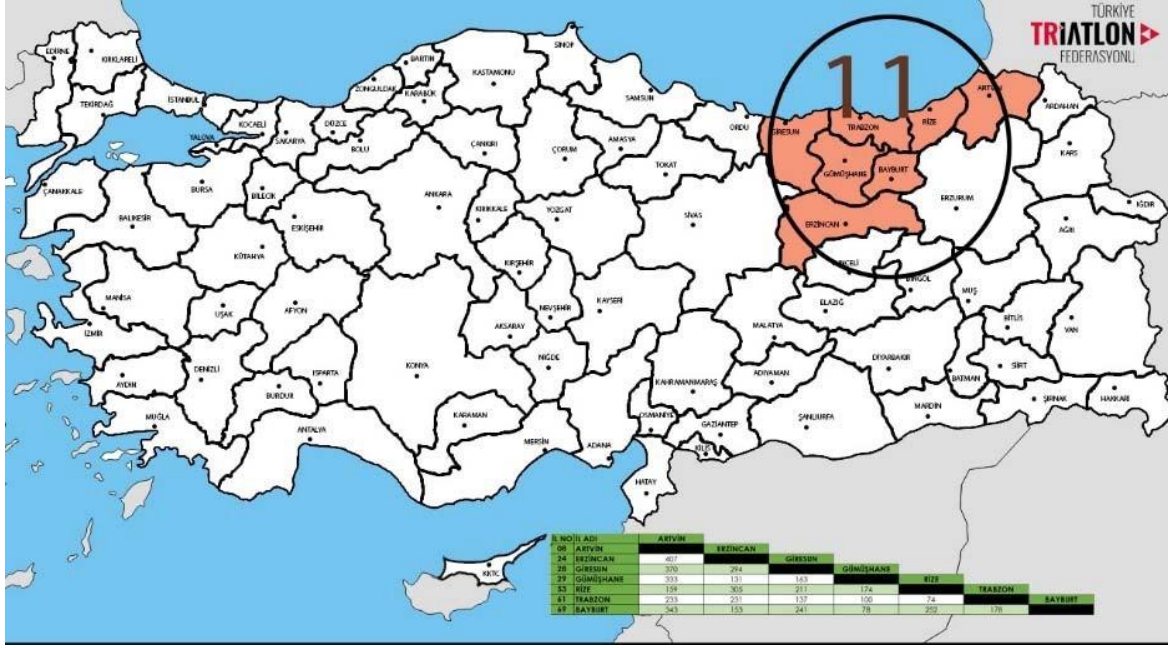 TÜRKİYE
TRİATLON
FEDERASYONU
11
EDİRNE
KIRKLARELİ
TEKİRDAĞ
İSTANBUL
KOCAELİ
YALOVA
SAKARYA
DÜZCE
ZONGULDAK
BARTIN
KARABÜK
KASTAMONU
SİNOP
SAMSUN
ORDU
GİRESUN
TRABZON
RİZE
ARTVİN
ARDAHAN
BOLU
ÇANKIRI
ÇORUM
AMASYA
TOKAT
GÜMÜŞHANE
BAYBURT
KARS
ÇANAKKALE
BURSA
BİLECİK
ANKARA
KIRIKKALE
YOZGAT
SİVAS
ERZİNCAN
ERZURUM
IĞDIR
AĞRI
BALIKESİR
ESKİŞEHİR
KÜTAHYA
KIRŞEHİR
MANİSA
UŞAK
AFYON
NEVŞEHİR
KAYSERİ
ELAZIĞ
MUŞ
BİTLİS
VAN
İZMİR
AKSARAY
MALATYA
DİYARBAKIR
AYDIN
DENİZLİ
ISPARTA
KONYA
NİĞDE
KAHRAMANMARAŞ
ADIYAMAN
BATMAN
SİİRT
BURDUR
MUĞLA
ANTALYA
KARAMAN
MERSİN
ADANA
OSMANİYE
GAZİANTEP
KİLİS
ŞANLIURFA
MARDİN
ŞIRNAK
HAKKARİ
HATAY
KKTC
İL NO İL ADI ARTVİN
08 ARTVİN ERZİNCAN
24 ERZİNCAN 407 GİRESUN
28 GİRESUN 370 294 GÜMÜŞHANE
29 GÜMÜŞHANE 333 131 163 RİZE
53 RİZE 159 305 211 174 TRABZON
61 TRABZON 233 231 137 100 74 BAYBURT
69 BAYBURT 343 153 241 78 252 178